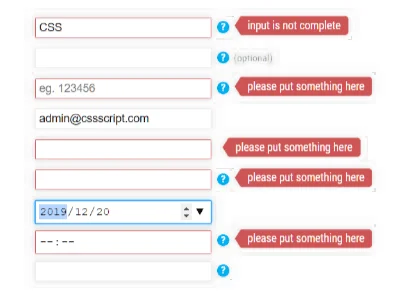 CSS ? input is not complete
? (optional)
eg. 123456 ? please put something here
admin@cssscript.com
please put something here
? please put something here
2019/12/20
--:-- ? please put something here
?